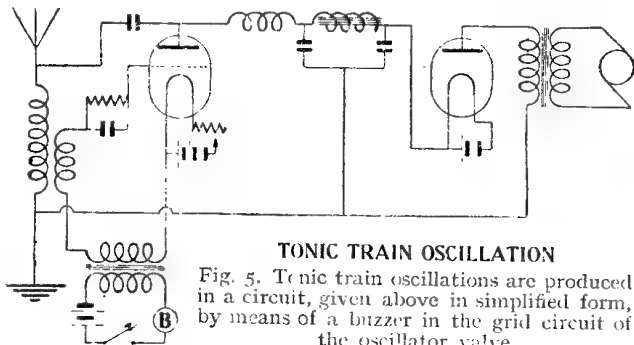 B
TONIC TRAIN OSCILLATION
Fig. 5. Tonic train oscillations are produced
in a circuit, given above in simplified form,
by means of a buzzer in the grid circuit of
the oscillator valve